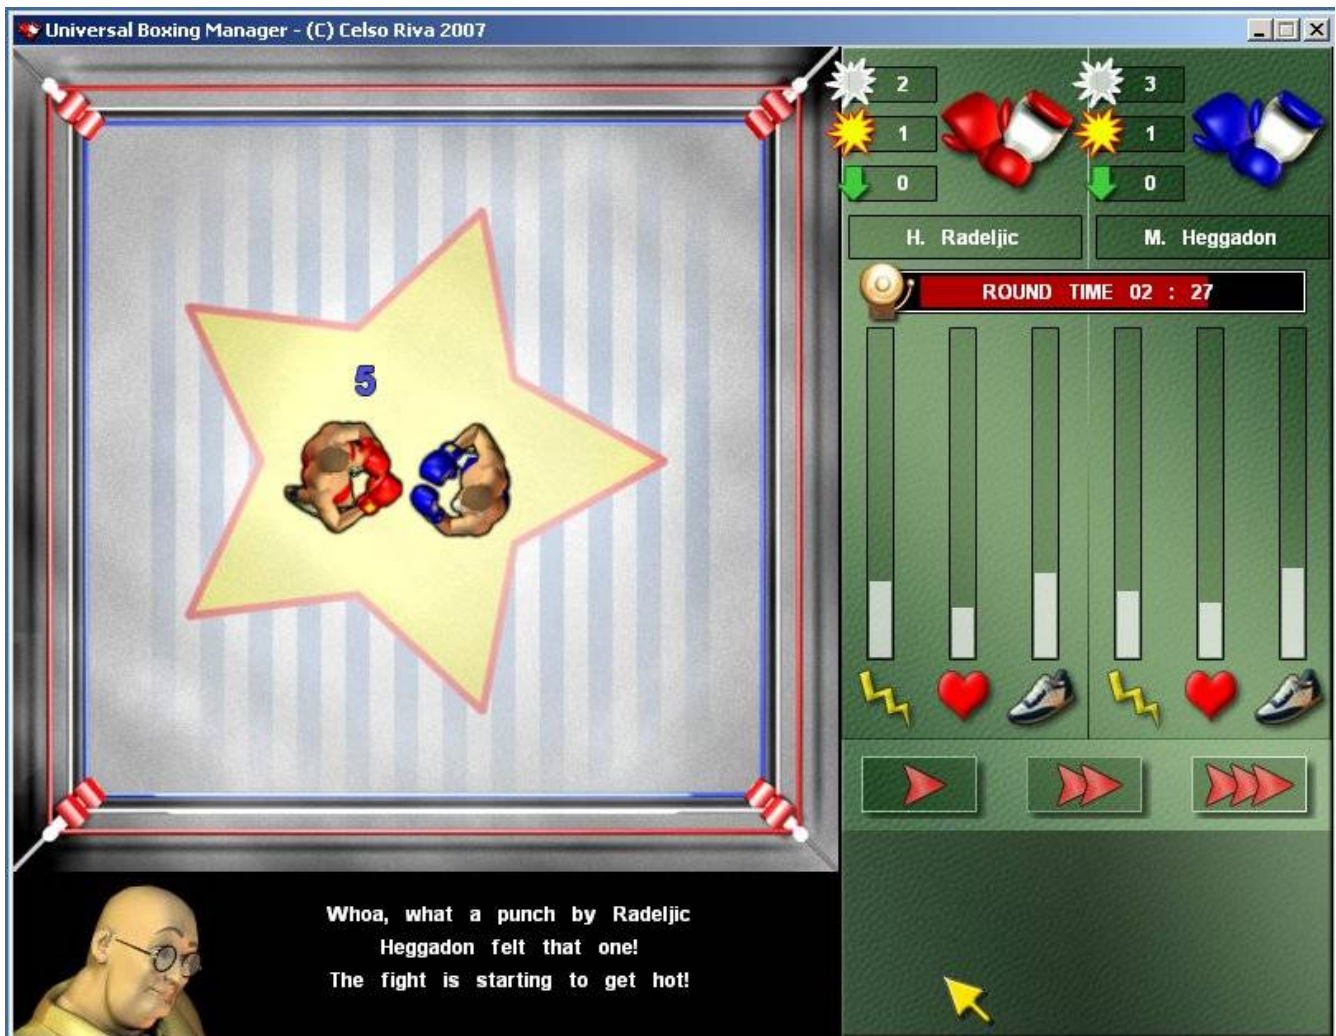 Universal Boxing Manager - (C) Celso Riva 2007
2
3
1
1
0
0
H. Radeljic
M. Heggadon
ROUND TIME 02 : 27
5
Whoa, what a punch by Radeljic
Heggadon felt that one!
The fight is starting to get hot!